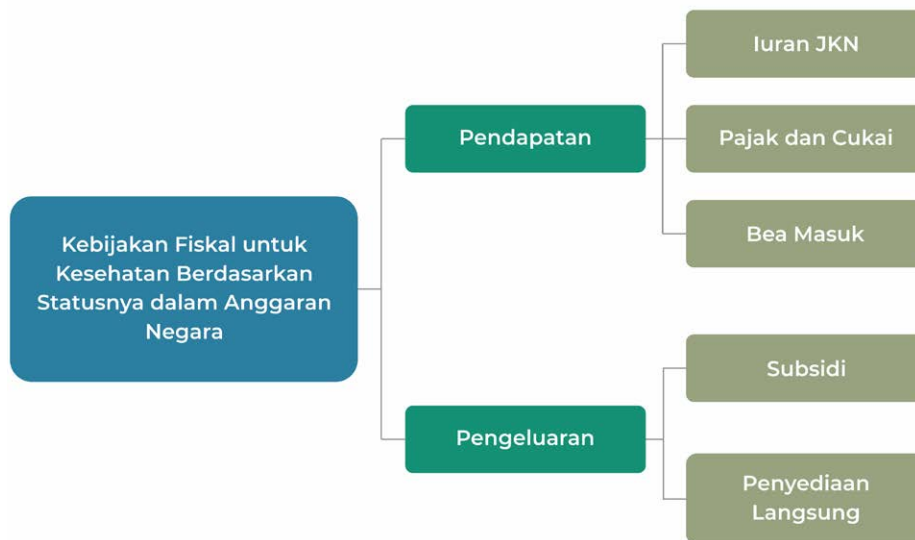 Kebijakan Fiskal untuk
Kesehatan Berdasarkan
Statusnya dalam Anggaran
Negara
Pendapatan
Iuran JKN
Pajak dan Cukai
Bea Masuk
Pengeluaran
Subsidi
Penyediaan
Langsung